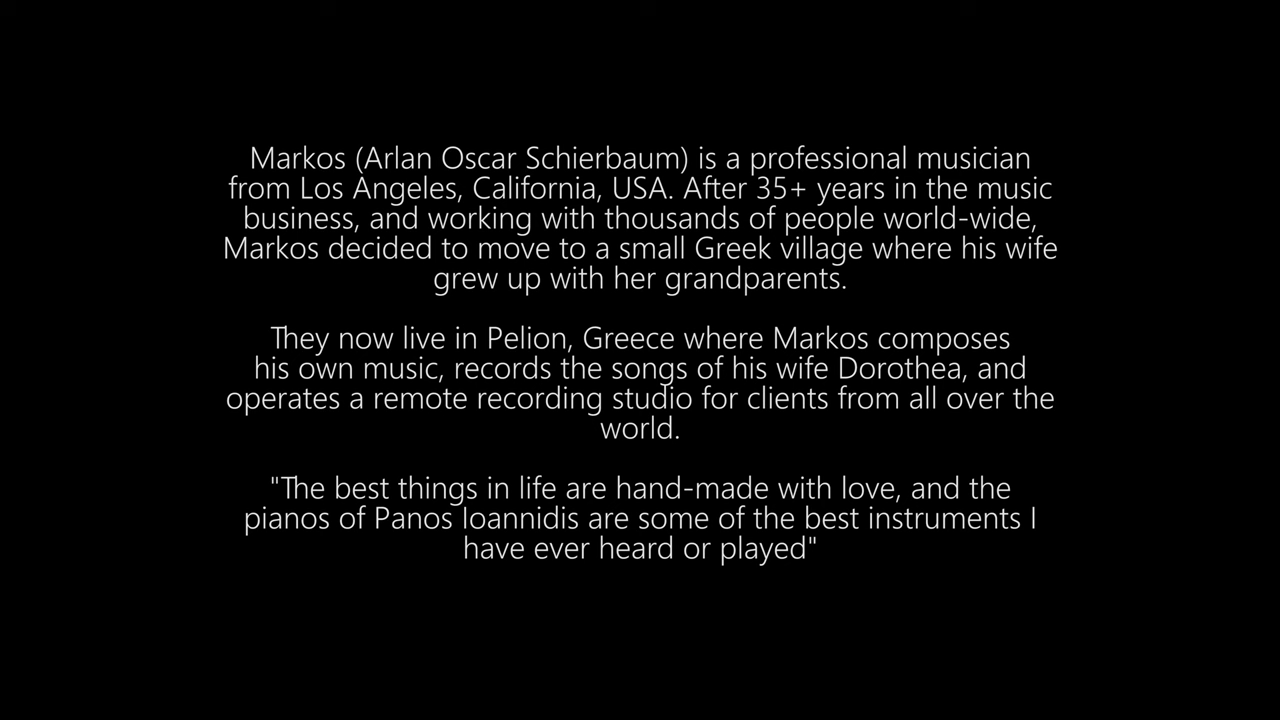 Markos (Arlan Oscar Schierbaum) is a professional musician
from Los Angeles, California, USA. After 35+ years in the music
business, and working with thousands of people world-wide,
Markos decided to move to a small Greek village where his wife
grew up with her grandparents.
They now live in Pelion, Greece where Markos composes
his own music, records the songs of his wife Dorothea, and
operates a remote recording studio for clients from all over the
world.
"The best things in life are hand-made with love, and the
pianos of Panos Ioannidis are some of the best instruments I
have ever heard or played"